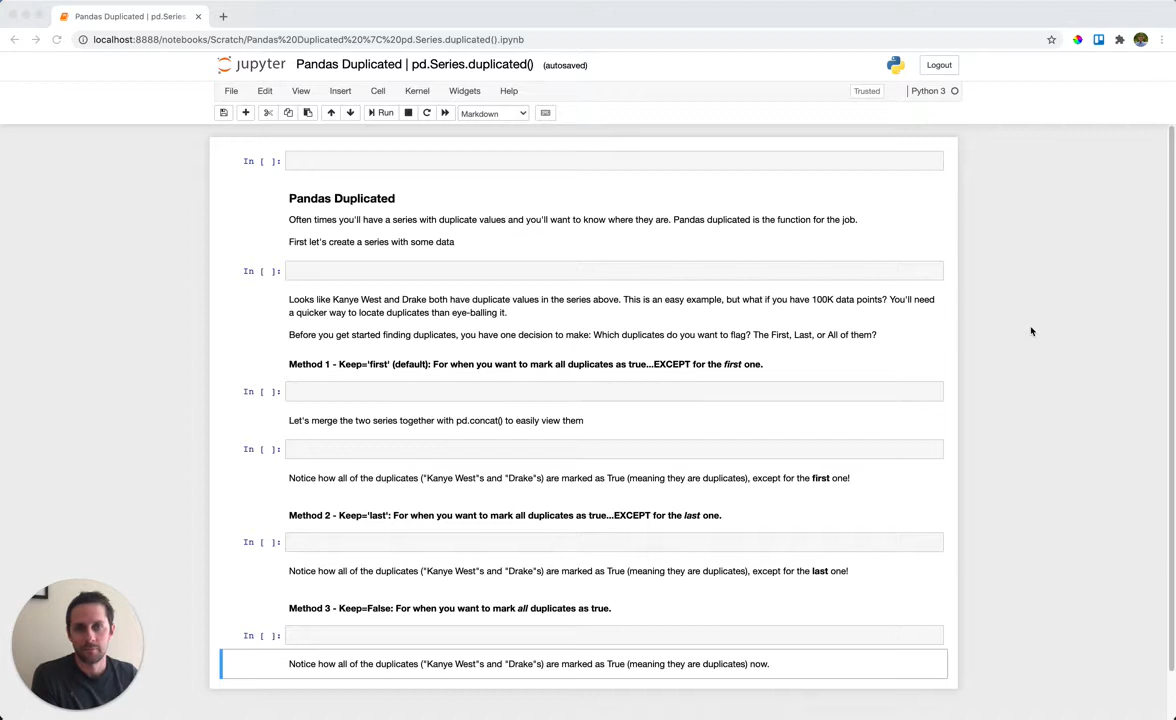 Pandas Duplicated | pd.Series
localhost:8888/notebooks/Scratch/Pandas%20Duplicated%20%7C%20pd.Series.duplicated().ipynb
jupyter Pandas Duplicated | pd.Series.duplicated() (autosaved) Logout
File Edit View Insert Cell Kernel Widgets Help Trusted Python 3
Run Markdown
In [ ]:
Pandas Duplicated
Often times you'll have a series with duplicate values and you'll want to know where they are. Pandas duplicated is the function for the job.
First let's create a series with some data
In [ ]:
Looks like Kanye West and Drake both have duplicate values in the series above. This is an easy example, but what if you have 100K data points? You'll need
a quicker way to locate duplicates than eye-balling it.
Before you get started finding duplicates, you have one decision to make: Which duplicates do you want to flag? The First, Last, or All of them?
Method 1 - Keep='first' (default): For when you want to mark all duplicates as true...EXCEPT for the first one.
In [ ]:
Let's merge the two series together with pd.concat() to easily view them
In [ ]:
Notice how all of the duplicates ("Kanye West"s and "Drake"s) are marked as True (meaning they are duplicates), except for the first one!
Method 2 - Keep='last': For when you want to mark all duplicates as true...EXCEPT for the last one.
In [ ]:
Notice how all of the duplicates ("Kanye West"s and "Drake"s) are marked as True (meaning they are duplicates), except for the last one!
Method 3 - Keep=False: For when you want to mark all duplicates as true.
In [ ]:
Notice how all of the duplicates ("Kanye West"s and "Drake"s) are marked as True (meaning they are duplicates) now.